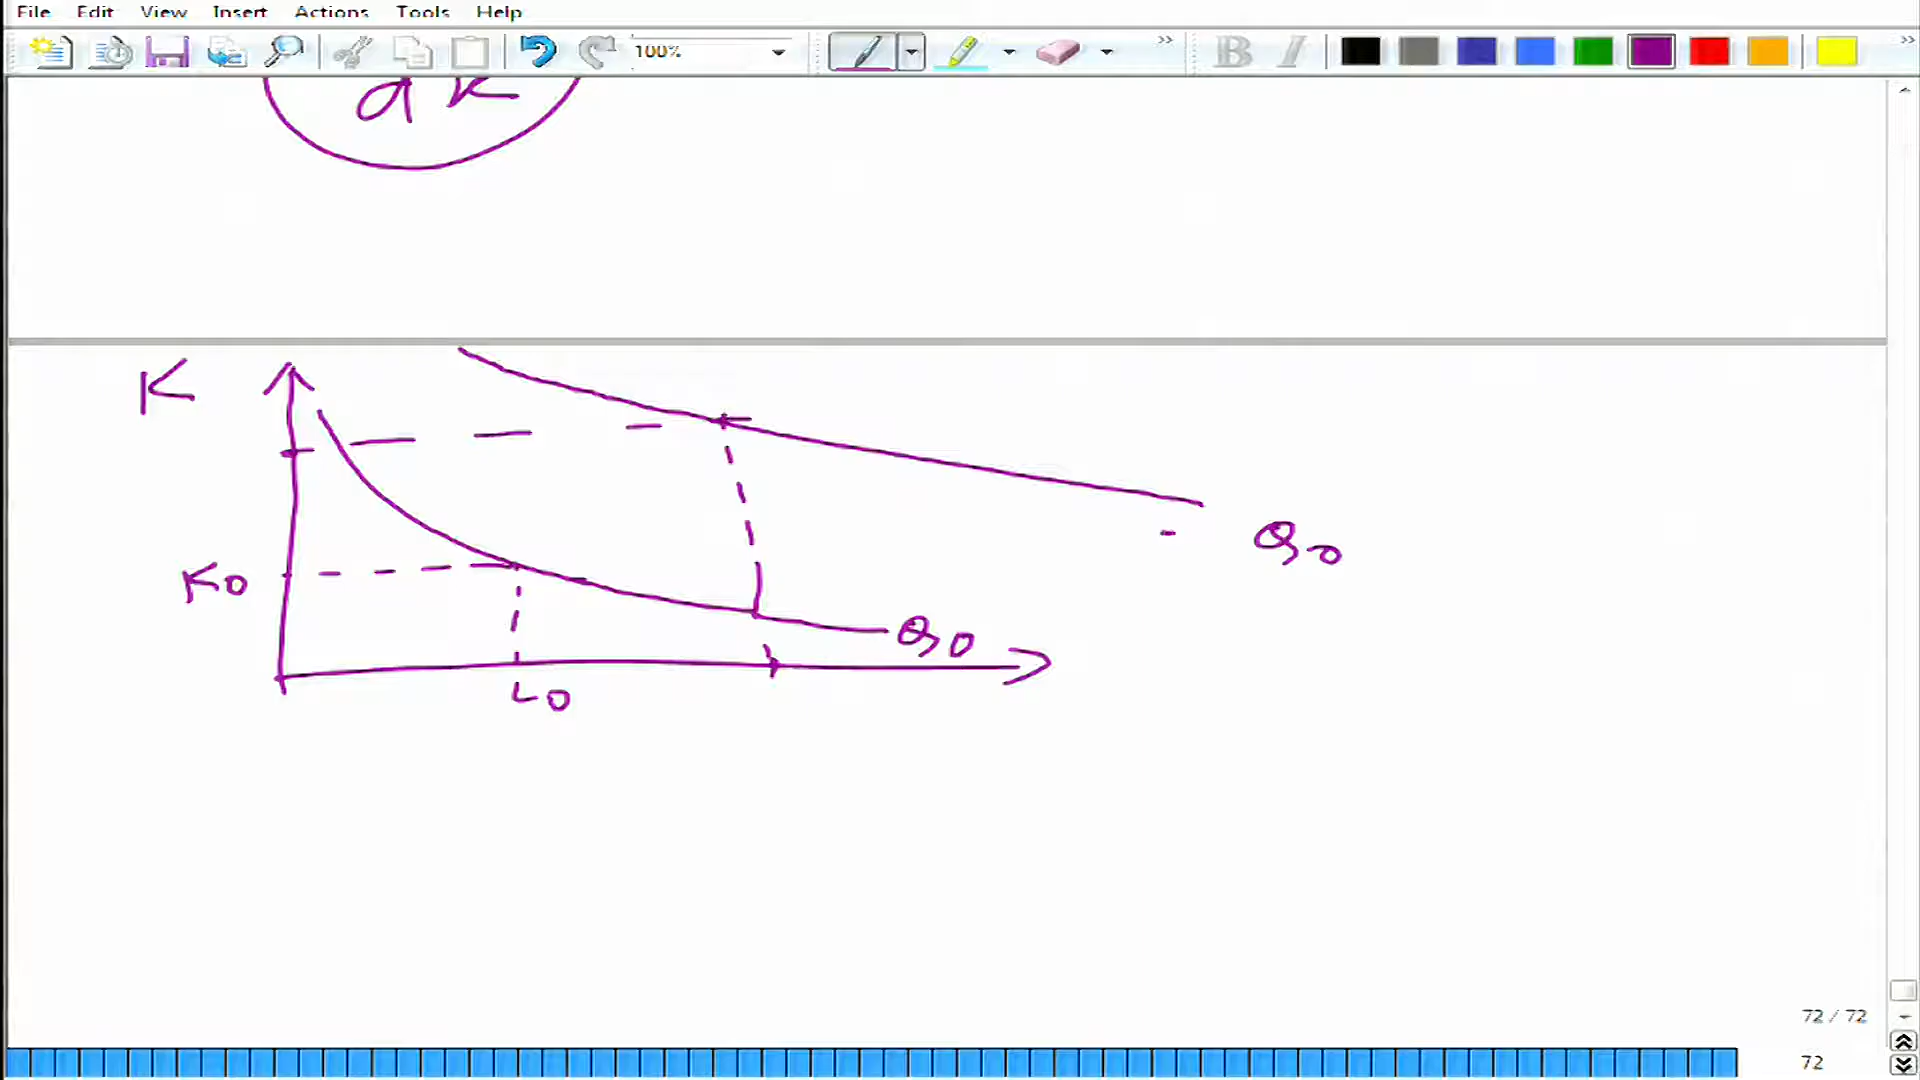 File Edit View Insert Actions Tools Help
100%
B I
dK
K
Q0
K0
Q0
L0
72 / 72
72